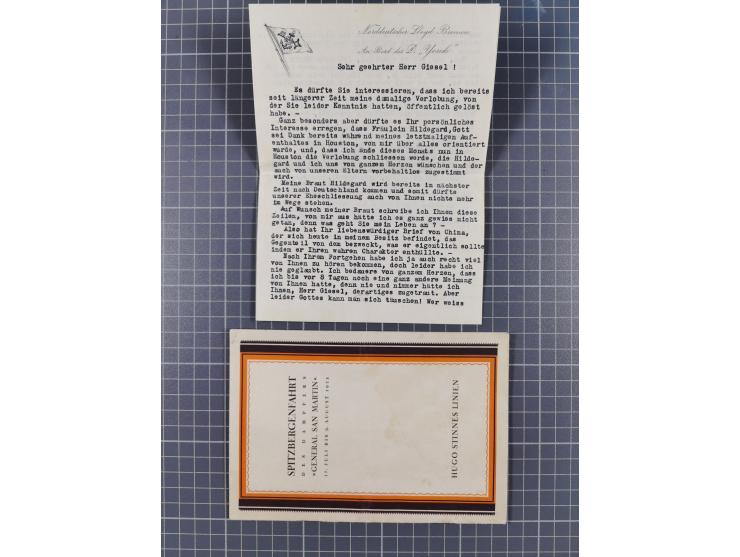 Norddeutscher Lloyd Bremen
An Bord des D. "Yorck"
Sehr geehrter Herr Giesel !
Es dürfte Sie interessieren, dass ich bereits
seit längerer Zeit meine damalige Verlobung, von
der Sie leider Kenntnis hatten, öffentlich gelöst
habe. -
Ganz besonders aber dürfte es Ihr persönliches
Interesse erregen, dass Fräulein Hildegard, Gott
sei Dank bereits während meines letztmaligen Auf-
enthaltes in Houston, von mir über alles orientiert
wurde, und, dass ich Ende dieses Monats nun in
Houston die Verlobung schliessen werde, die Hilde-
gard und ich uns von ganzem Herzen wünschen und der
auch von unseren Eltern vorbehaltlos zugestimmt
wird.
Meine Braut Hildegard wird bereits in nächster
Zeit nach Deutschland kommen und somit dürfte
unserer Eheschliessung auch von Ihnen nichts mehr
im Wege stehen.
Auf Wunsch meiner Braut schreibe ich Ihnen diese
Zeilen, von mir aus hätte ich es ganz gewiss nicht
getan, denn was geht Sie mein Leben an ? -
Also hat Ihr liebenswürdiger Brief von China,
der sich heute in meinem Besitz befindet, das
Gegenteil von dem bezweckt, was er eigentlich sollte
indem er Ihren wahren Charakter enthüllte. -
Nach Ihrem Fortgehen habe ich ja auch recht viel
von Ihnen zu hören bekommen, doch leider habe ich
nie geglaubt. Ich bedauere von ganzem Herzen, dass
ich bis vor 8 Tagen noch eine ganz andere Meinung
von Ihnen hatte, denn nie und nimmer hätte ich
Ihnen, Herr Giesel, derartiges zugetraut. Aber
leider Gottes kann man sich täuschen! Wer weiss
SPITZBERGENFAHRT
DES DAMPFERS
»GENERAL SAN MARTIN«
HUGO STINNES LINIEN